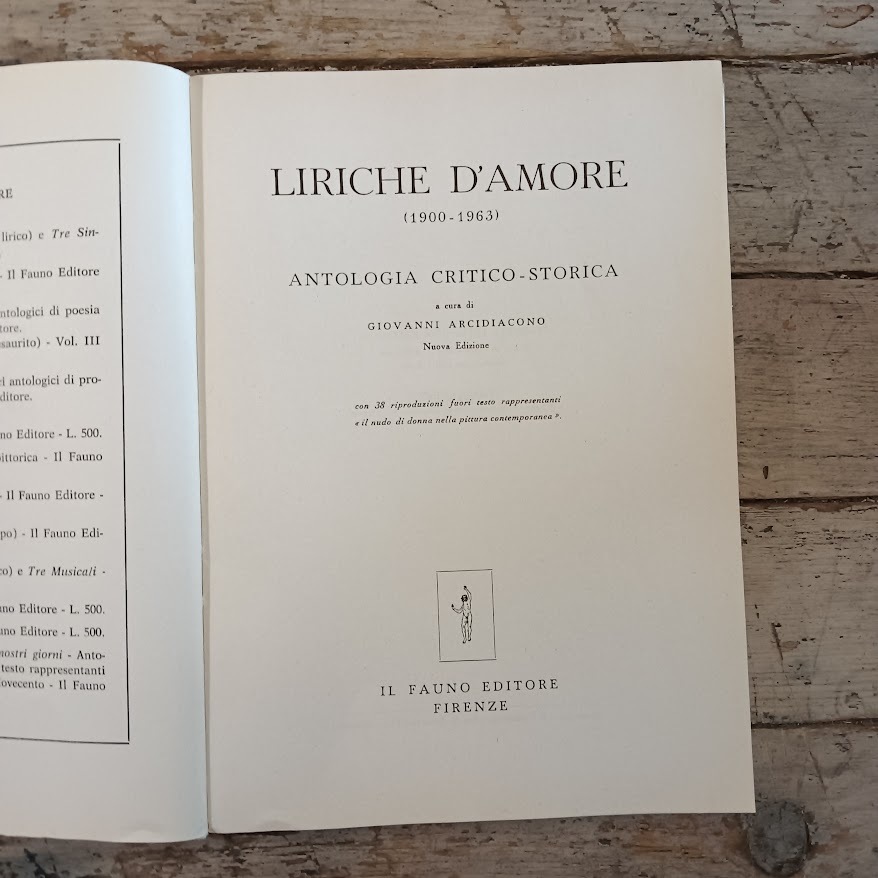 RE
lirico) e Tre Sin-
- Il Fauno Editore
ntologici di poesia
tore.
saurito) - Vol. III
i antologici di pro-
ditore.
no Editore - L. 500.
ittorica - Il Fauno
- Il Fauno Editore -
po) - Il Fauno Edi-
co) e Tre Musicali -
uno Editore - L. 500.
uno Editore - L. 500.
nostri giorni - Anto-
testo rappresentanti
ovecento - Il Fauno
LIRICHE D'AMORE
(1900-1963)
ANTOLOGIA CRITICO-STORICA
a cura di
GIOVANNI ARCIDIACONO
Nuova Edizione
con 38 riproduzioni fuori testo rappresentanti
« il nudo di donna nella pittura contemporanea ».
IL FAUNO EDITORE
FIRENZE